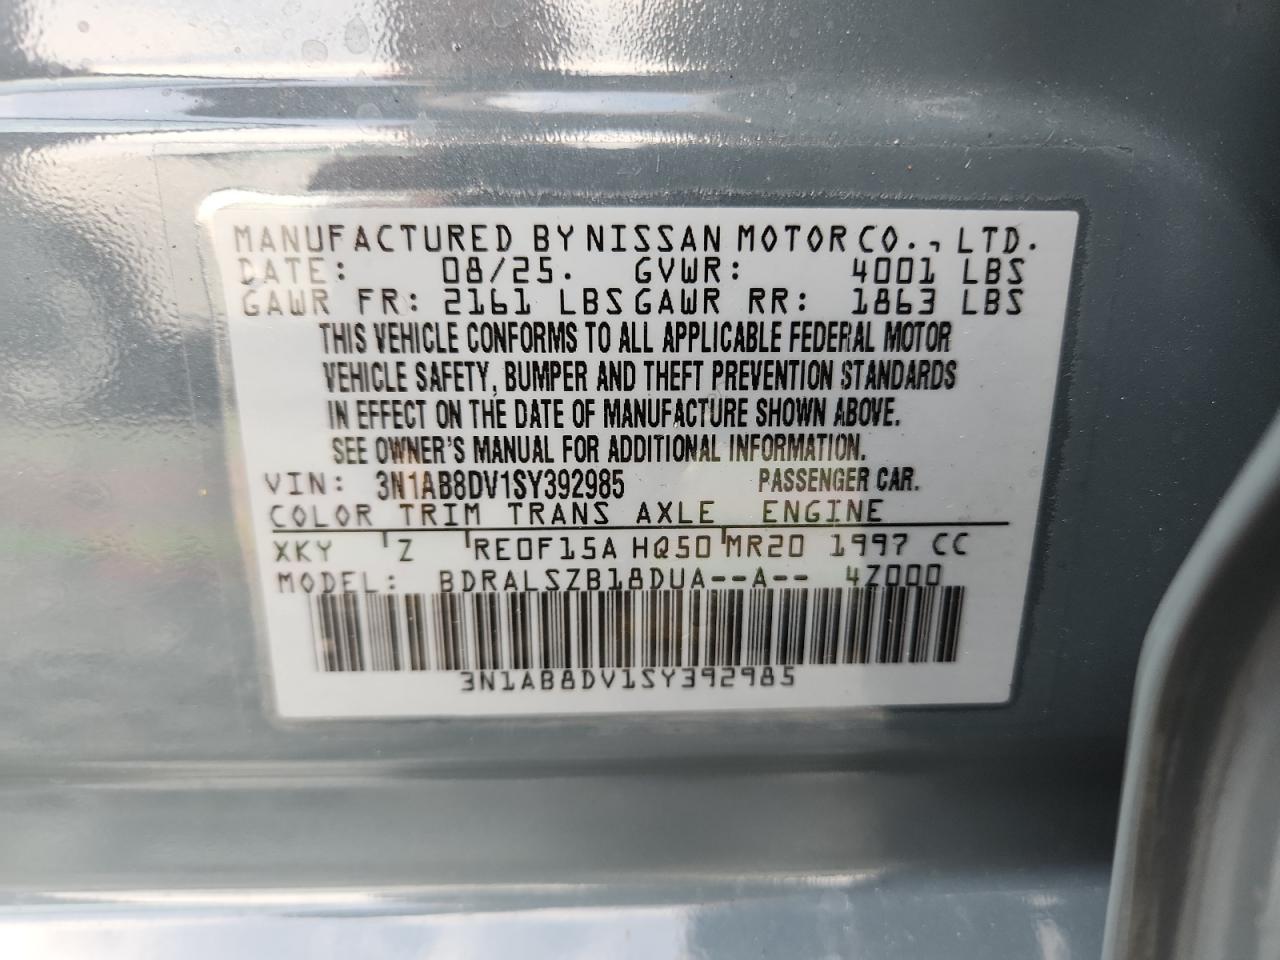 MANUFACTURED BY NISSAN MOTOR CO., LTD.
DATE: 08/25. GVWR: 4001 LBS
GAWR FR: 2161 LBS GAWR RR: 1863 LBS
THIS VEHICLE CONFORMS TO ALL APPLICABLE FEDERAL MOTOR
VEHICLE SAFETY, BUMPER AND THEFT PREVENTION STANDARDS
IN EFFECT ON THE DATE OF MANUFACTURE SHOWN ABOVE.
SEE OWNER'S MANUAL FOR ADDITIONAL INFORMATION.
VIN: 3N1AB8DV1SY392985 PASSENGER CAR.
COLOR TRIM TRANS AXLE ENGINE
XKY Z RE0F15A HQ50 MR20 1997 CC
MODEL: BDRALSZB18DUA--A-- 4Z000
3N1AB8DV1SY392985